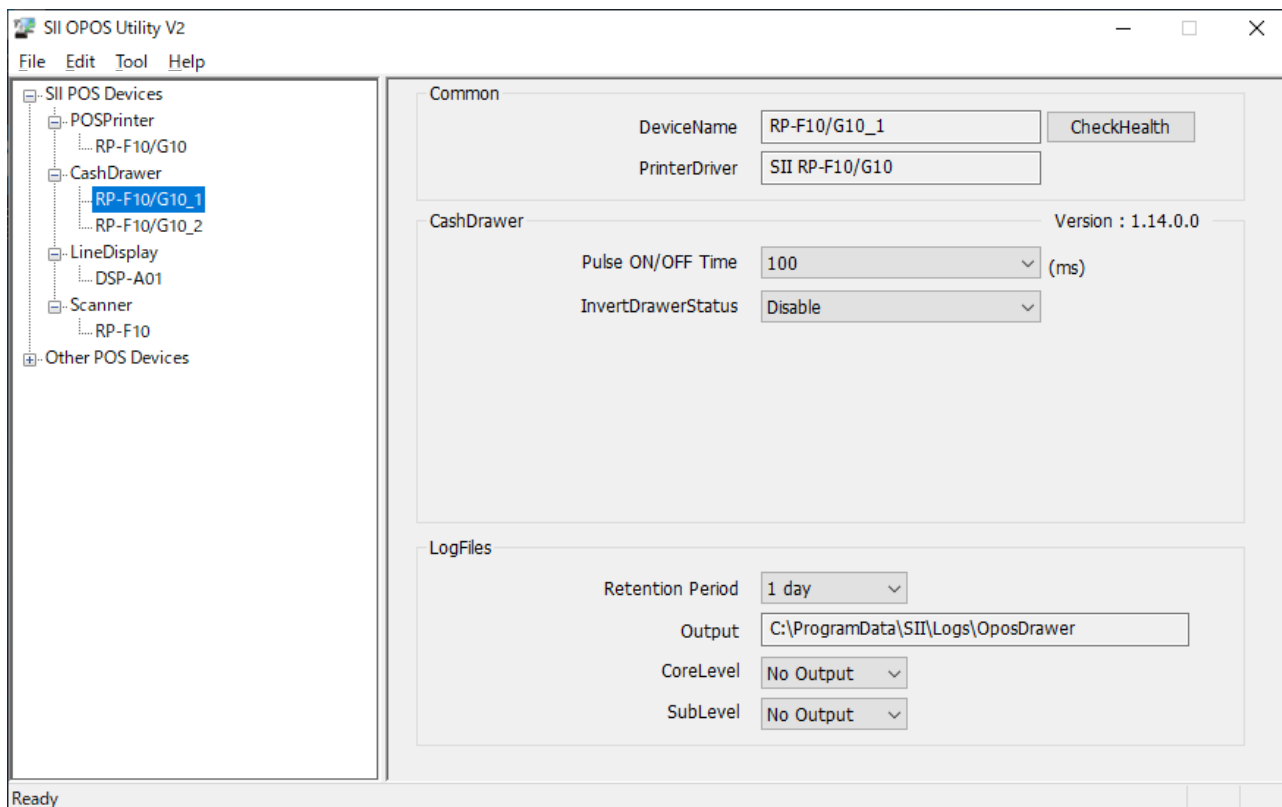 SII OPOS Utility V2
File Edit Tool Help
SII POS Devices
POSPrinter
RP-F10/G10
CashDrawer
RP-F10/G10_1
RP-F10/G10_2
LineDisplay
DSP-A01
Scanner
RP-F10
Other POS Devices
Common
DeviceName RP-F10/G10_1 CheckHealth
PrinterDriver SII RP-F10/G10
CashDrawer Version : 1.14.0.0
Pulse ON/OFF Time 100 (ms)
InvertDrawerStatus Disable
LogFiles
Retention Period 1 day
Output C:\ProgramData\SII\Logs\OposDrawer
CoreLevel No Output
SubLevel No Output
Ready